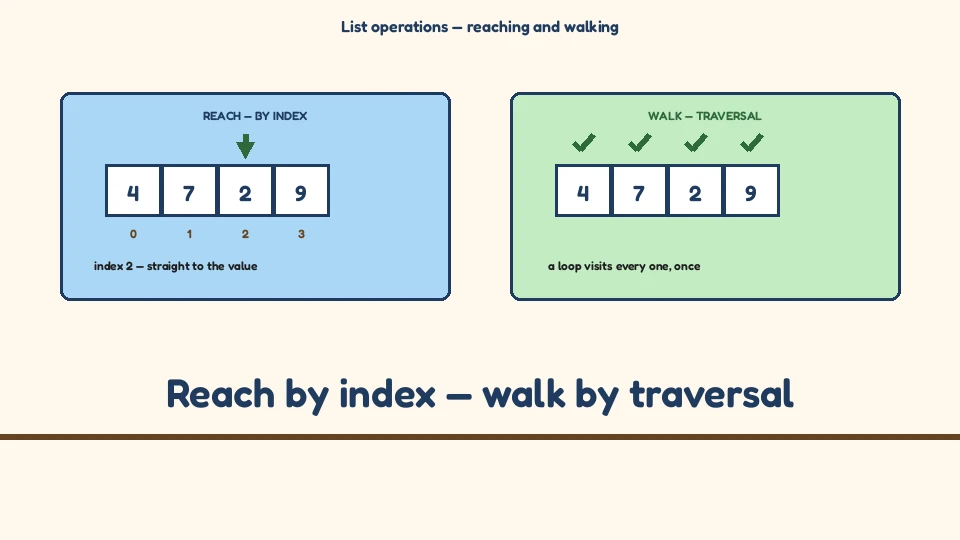 List operations — reaching and walking
REACH — BY INDEX
4 7 2 9
0 1 2 3
index 2 — straight to the value
WALK — TRAVERSAL
4 7 2 9
a loop visits every one, once
Reach by index — walk by traversal